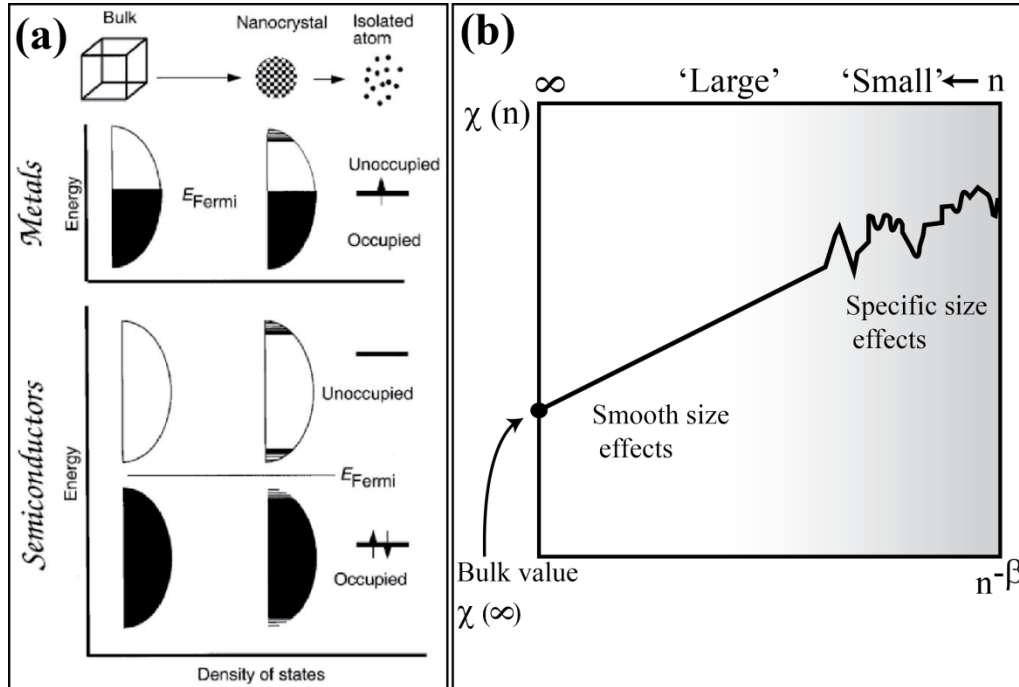 (a)
Bulk
Nanocrystal
Isolated
atom
Metals
Energy
EFermi
Unoccupied
Occupied
Semiconductors
Energy
Unoccupied
EFermi
Occupied
Density of states
(b)
∞ 'Large' 'Small' ← n
χ (n)
Specific size
effects
Smooth size
effects
Bulk value
χ (∞)
n-β